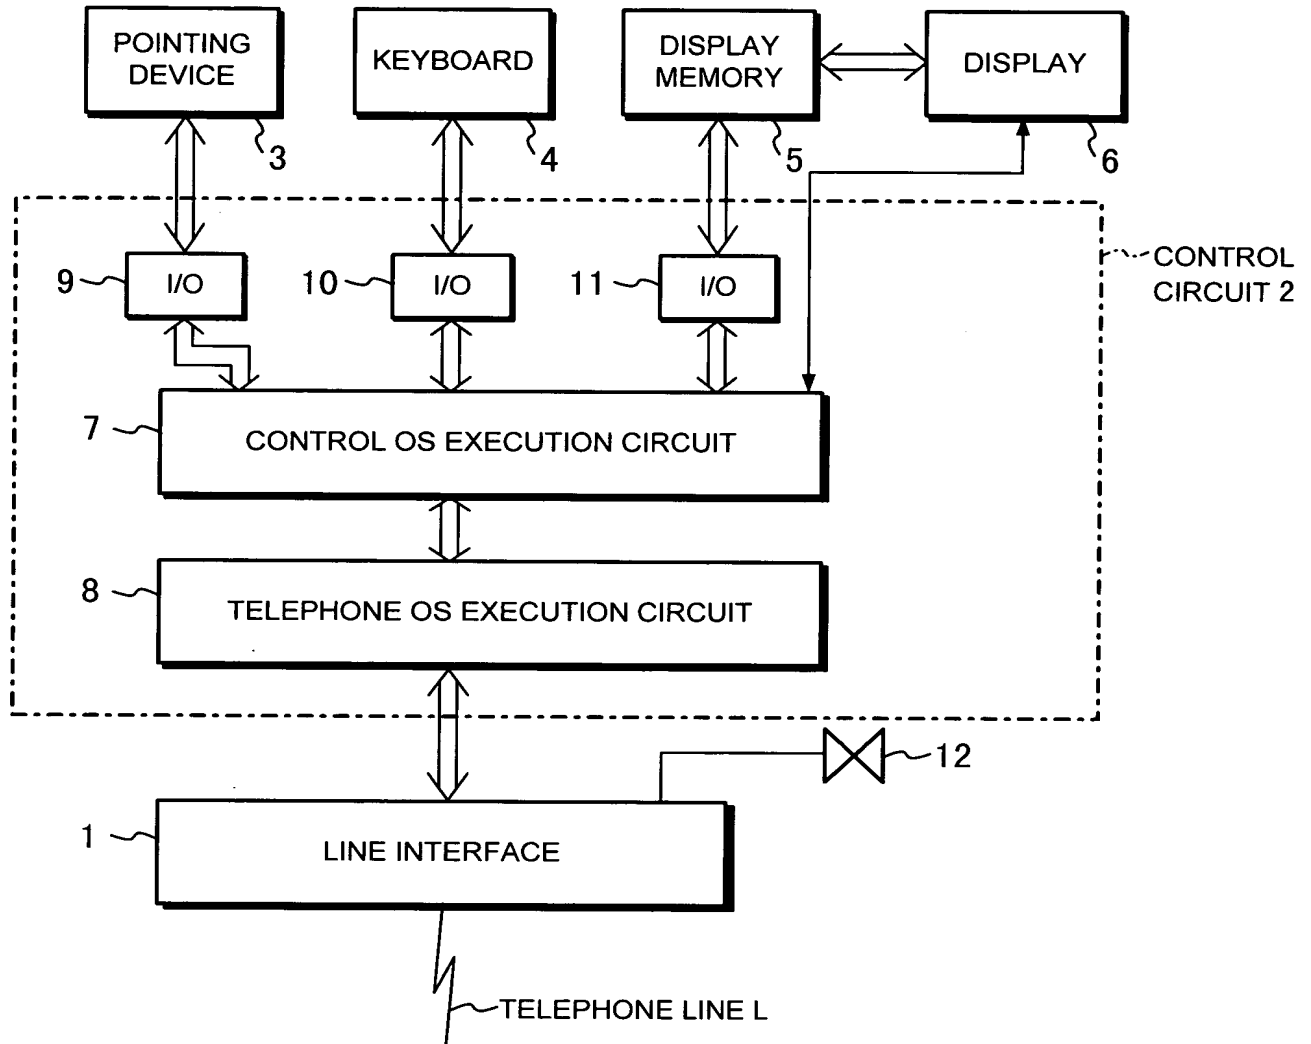 POINTING
DEVICE
KEYBOARD
DISPLAY
MEMORY
DISPLAY
3
4
5
6
9
I/O
10
I/O
11
I/O
CONTROL
CIRCUIT 2
7
CONTROL OS EXECUTION CIRCUIT
8
TELEPHONE OS EXECUTION CIRCUIT
12
1
LINE INTERFACE
TELEPHONE LINE L